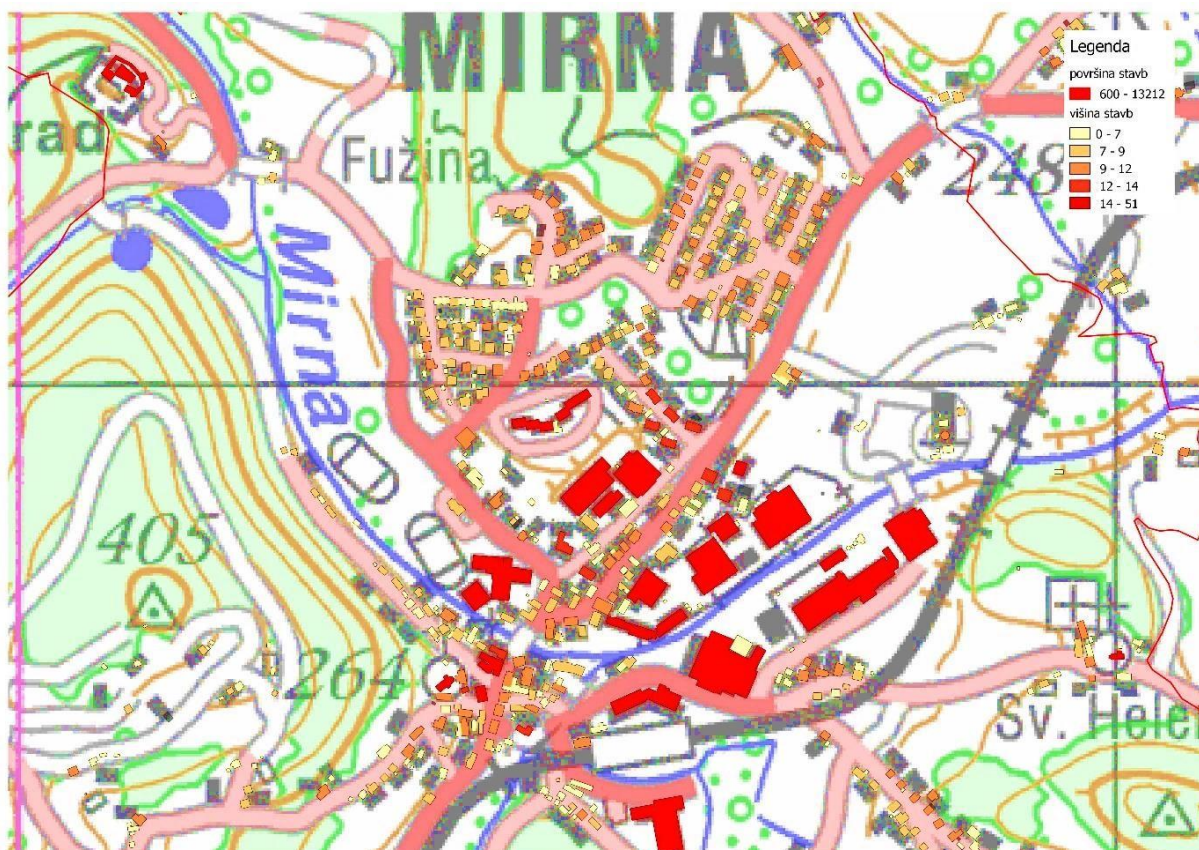 MIRNA
Legenda
površina stavb
600 - 13212
višina stavb
0 - 7
7 - 9
9 - 12
12 - 14
14 - 51
rad
Fužina
248
Mirna
405
264
Sv. Hele